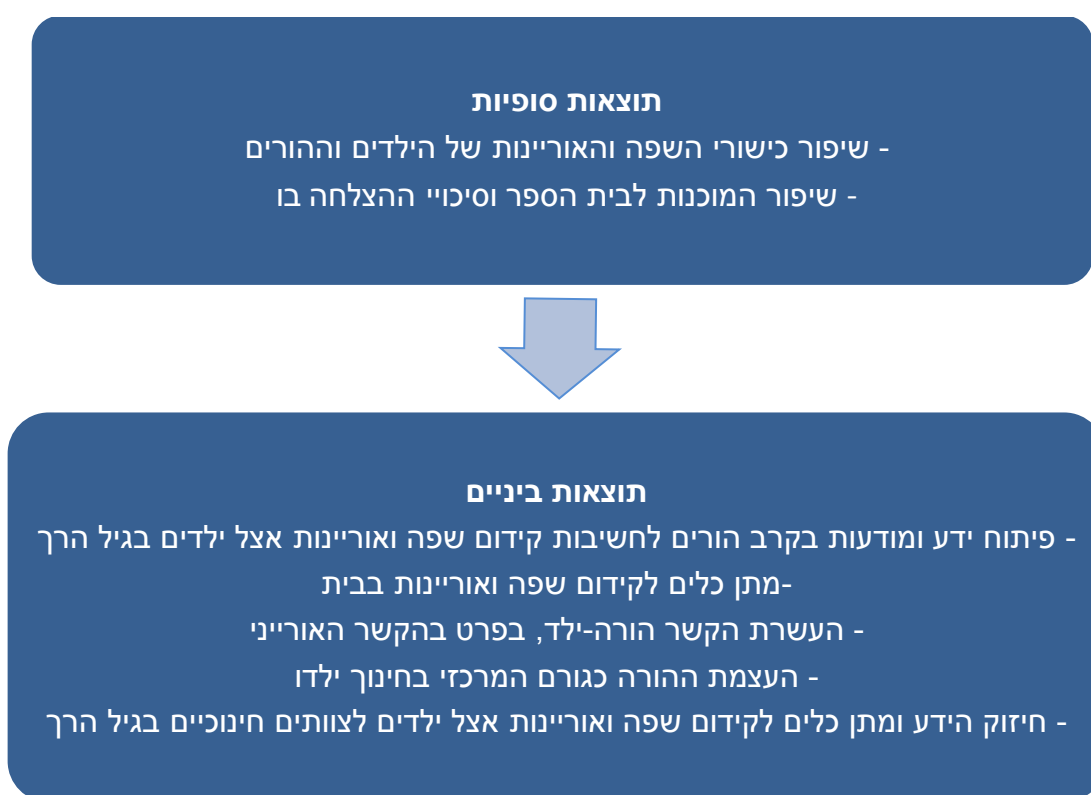 תוצאות סופיות
- שיפור כישורי השפה והאוריינות של הילדים וההורים
- שיפור המוכנות לבית הספר וסיכויי ההצלחה בו
תוצאות ביניים
- פיתוח ידע ומודעות בקרב הורים לחשיבות קידום שפה ואוריינות אצל ילדים בגיל הרך
-מתן כלים לקידום שפה ואוריינות בבית
- העשרת הקשר הורה-ילד, בפרט בהקשר האורייני
- העצמת ההורה כגורם המרכזי בחינוך ילדו
- חיזוק הידע ומתן כלים לקידום שפה ואוריינות אצל ילדים לצוותים חינוכיים בגיל הרך